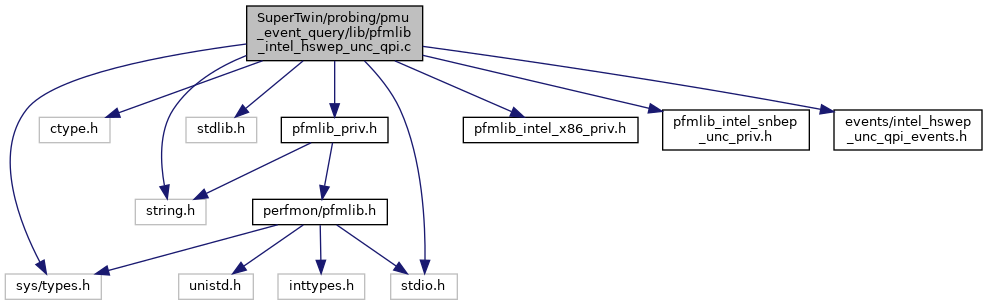 SuperTwin/probing/pmu
_event_query/lib/pfmlib
_intel_hswep_unc_qpi.c
ctype.h
stdlib.h
pfmlib_priv.h
pfmlib_intel_x86_priv.h
pfmlib_intel_snbep
_unc_priv.h
events/intel_hswep
_unc_qpi_events.h
string.h
perfmon/pfmlib.h
sys/types.h
unistd.h
inttypes.h
stdio.h